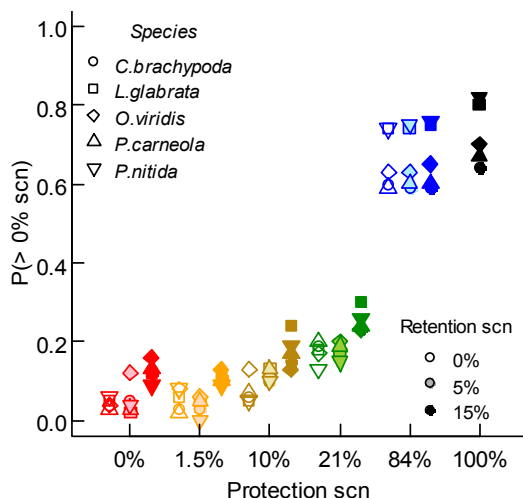 Species
C.brachypoda
L.glabrata
O.viridis
P.carneola
P.nitida
P(> 0% scn)
1.0
0.8
0.6
0.4
0.2
0.0
Retention scn
0%
5%
15%
0% 1.5% 10% 21% 84% 100%
Protection scn